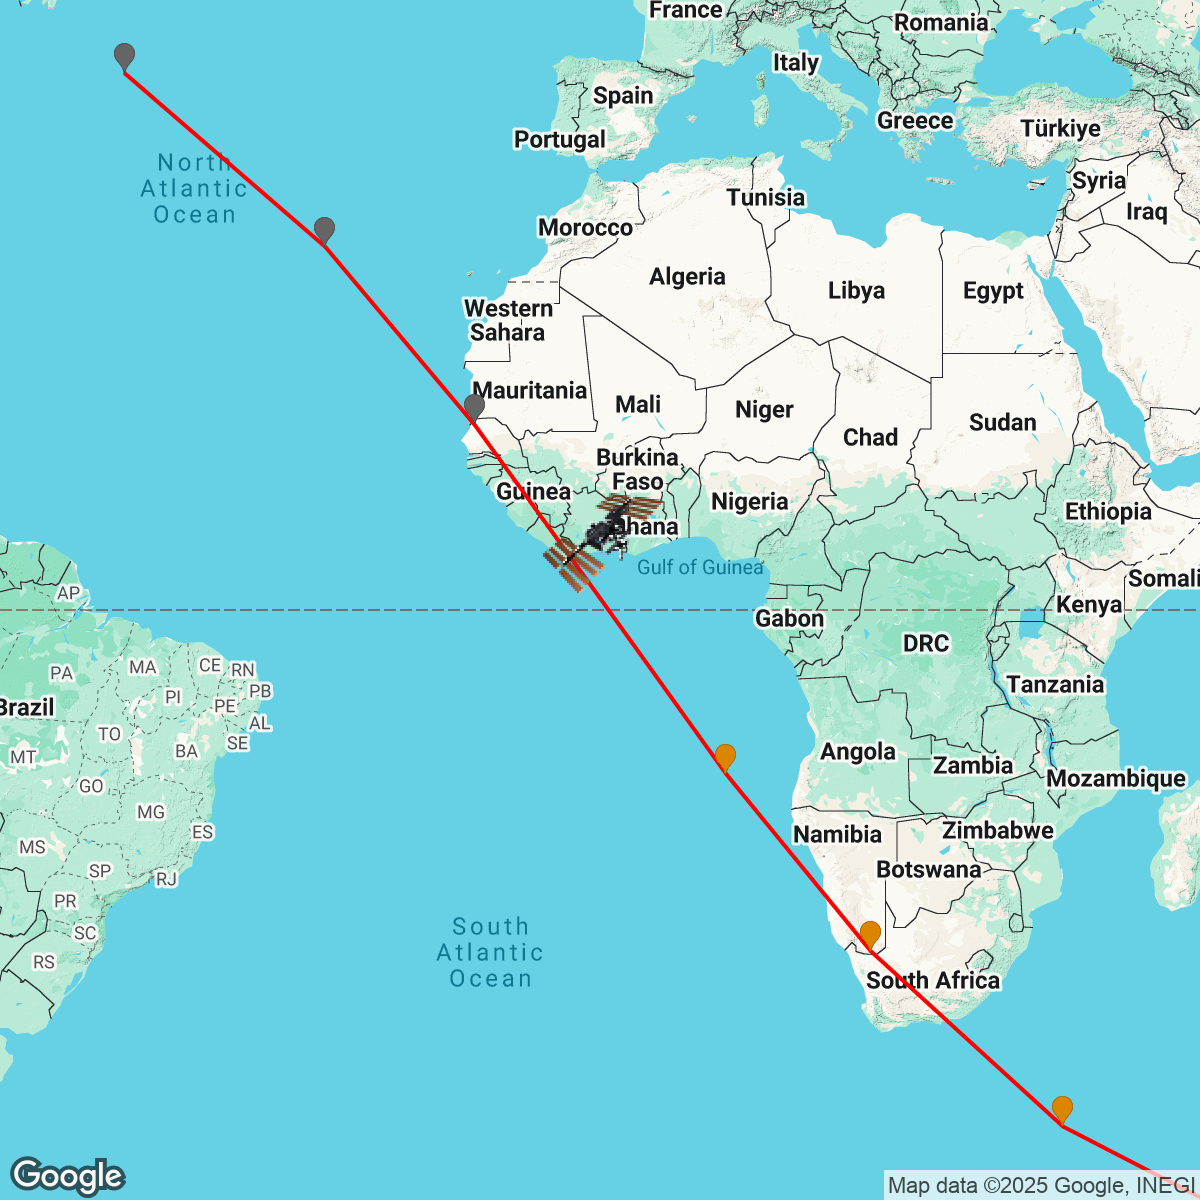 France
Romania
Italy
Spain
Greece
Türkiye
Portugal
North
Atlantic
Ocean
Syria
Tunisia
Iraq
Morocco
Algeria
Libya
Egypt
Western
Sahara
Mauritania
Mali
Niger
Chad
Sudan
Burkina
Faso
Guinea
Nigeria
Ethiopia
Gulf of Guinea
Somali
AP
Kenya
Gabon
DRC
PA
MA
CE
RN
PI
PB
PE
Tanzania
Brazil
AL
TO
SE
MT
BA
Angola
Zambia
GO
Mozambique
MG
ES
Namibia
Zimbabwe
MS
SP
RJ
Botswana
PR
SC
RS
South
Atlantic
Ocean
South Africa
Google
Map data ©2025 Google, INEGI